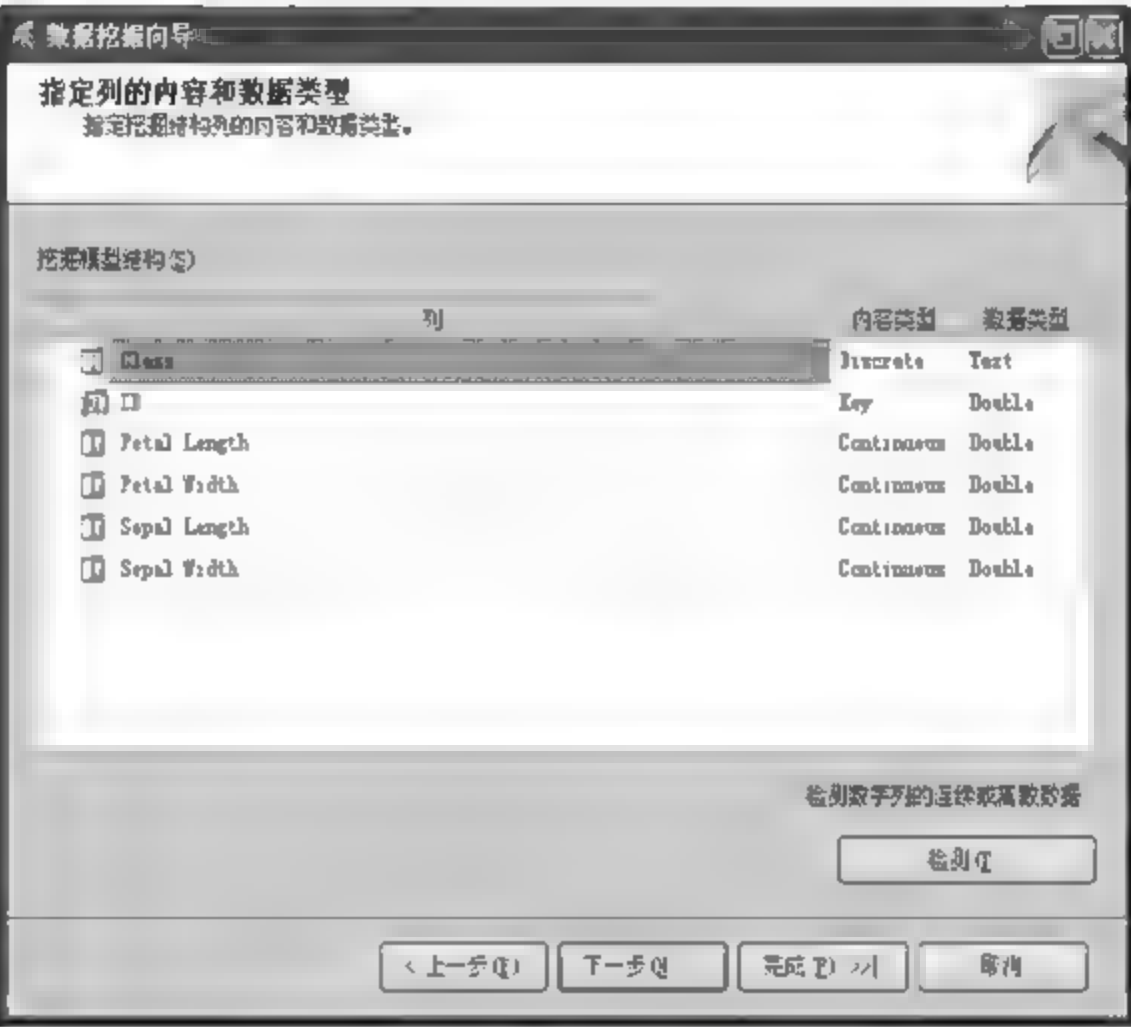 数据挖掘向导
指定列的内容和数据类型
指定挖掘结构列的内容和数据类型。
挖掘模型结构(S)
列 内容类型 数据类型
Class Discrete Text
ID Key Double
Petal Length Continuous Double
Petal Width Continuous Double
Sepal Length Continuous Double
Sepal Width Continuous Double
检测数字列的连续或离散数据
检测(T
< 上一步(B) 下一步(N 完成(F) >>| 取消